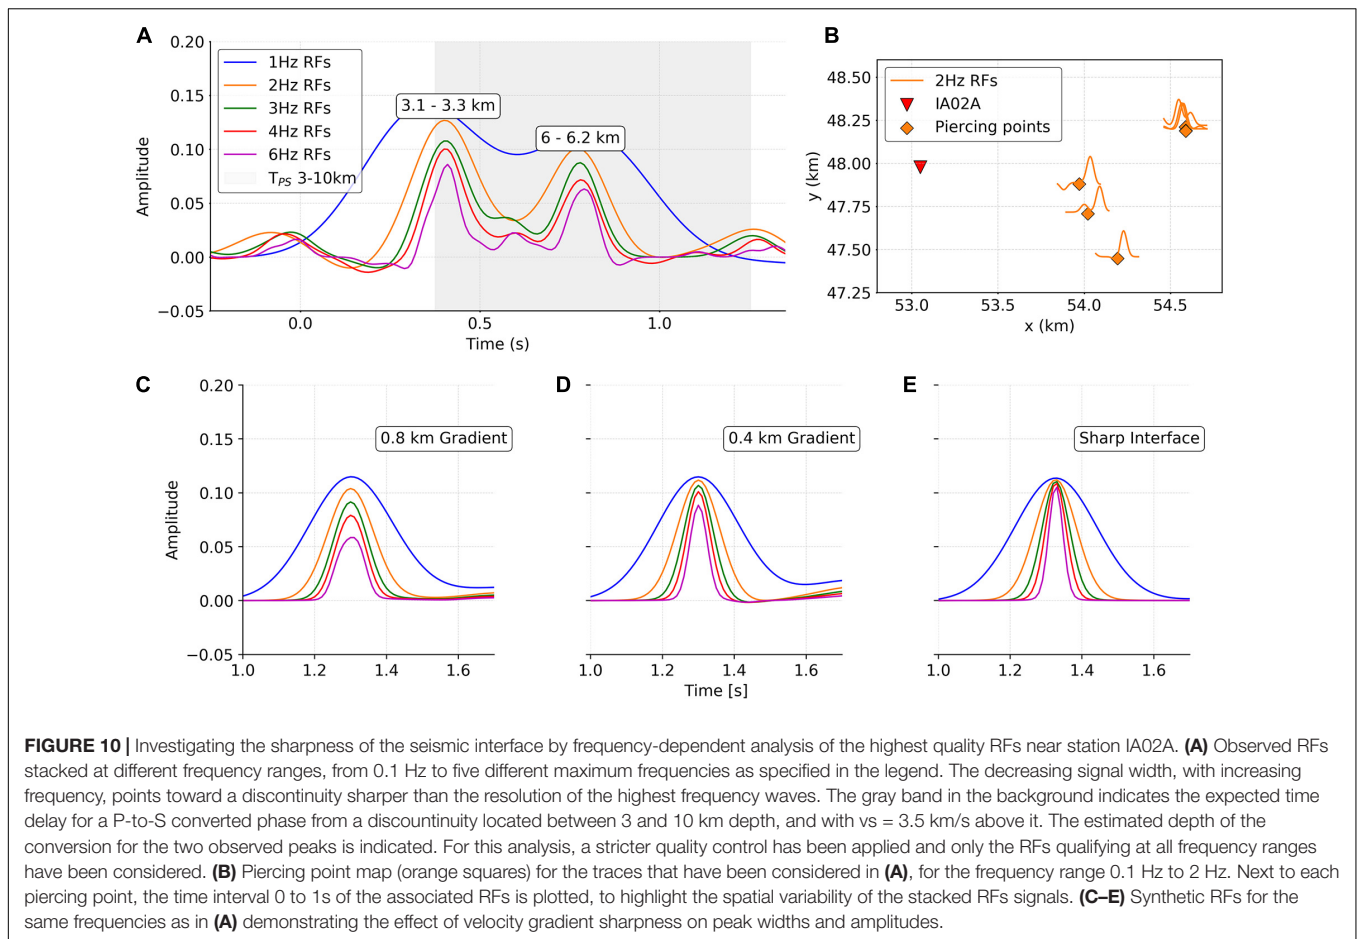 A
0.20
0.15
0.10
0.05
0.00
−0.05
Amplitude
1Hz RFs
2Hz RFs
3Hz RFs
4Hz RFs
6Hz RFs
TPS 3-10km
3.1 - 3.3 km
6 - 6.2 km
0.0 0.5 1.0
Time (s)
B
48.50
48.25
48.00
47.75
47.50
47.25
y (km)
2Hz RFs
IA02A
Piercing points
53.0 53.5 54.0 54.5
x (km)
C
0.20
0.15
0.10
0.05
0.00
−0.05
Amplitude
0.8 km Gradient
1.0 1.2 1.4 1.6
D
0.4 km Gradient
1.0 1.2 1.4 1.6
Time [s]
E
Sharp Interface
1.0 1.2 1.4 1.6
FIGURE 10 | Investigating the sharpness of the seismic interface by frequency-dependent analysis of the highest quality RFs near station IA02A. (A) Observed RFs
stacked at different frequency ranges, from 0.1 Hz to five different maximum frequencies as specified in the legend. The decreasing signal width, with increasing
frequency, points toward a discontinuity sharper than the resolution of the highest frequency waves. The gray band in the background indicates the expected time
delay for a P-to-S converted phase from a discountinuity located between 3 and 10 km depth, and with vs = 3.5 km/s above it. The estimated depth of the
conversion for the two observed peaks is indicated. For this analysis, a stricter quality control has been applied and only the RFs qualifying at all frequency ranges
have been considered. (B) Piercing point map (orange squares) for the traces that have been considered in (A), for the frequency range 0.1 Hz to 2 Hz. Next to each
piercing point, the time interval 0 to 1s of the associated RFs is plotted, to highlight the spatial variability of the stacked RFs signals. (C–E) Synthetic RFs for the
same frequencies as in (A) demonstrating the effect of velocity gradient sharpness on peak widths and amplitudes.